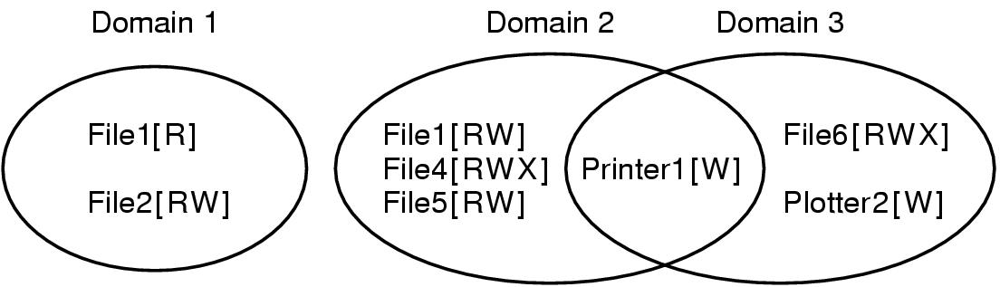 Domain 1
Domain 2
Domain 3
File1[R]
File2[RW]
File1[RW]
File4[RWX]
File5[RW]
Printer1[W]
File6[RWX]
Plotter2[W]